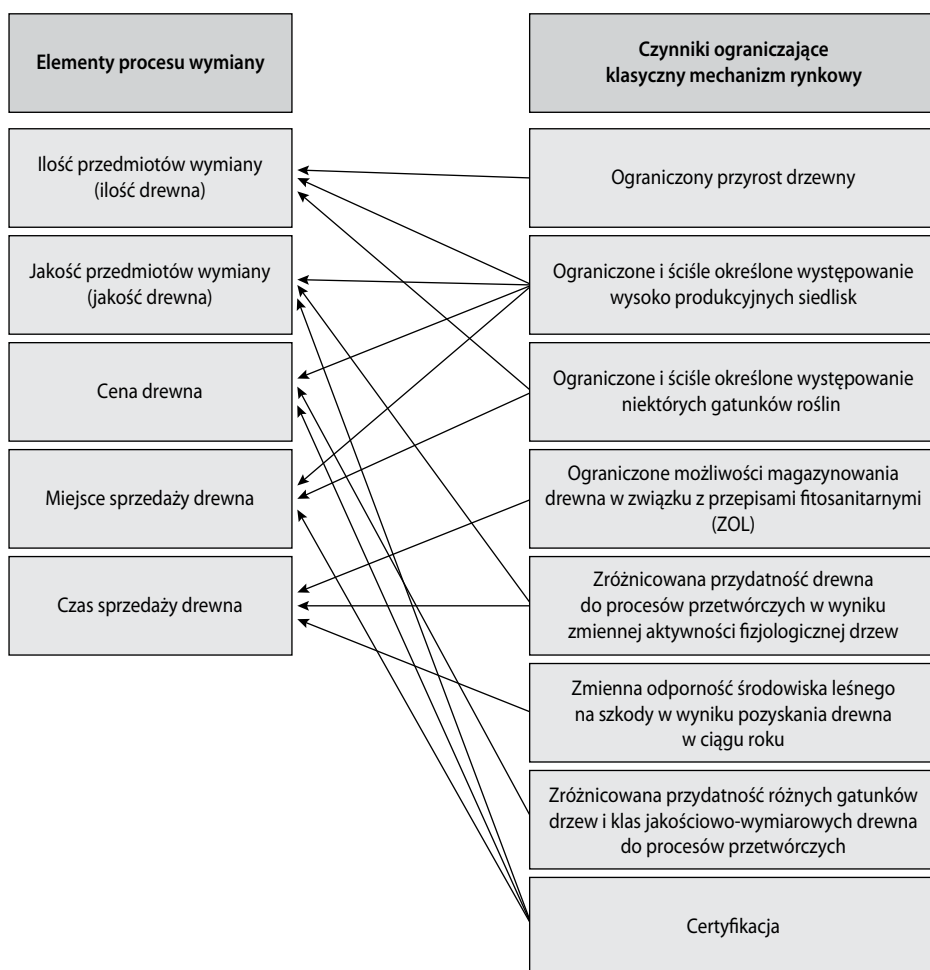 Elementy procesu wymiany
Ilość przedmiotów wymiany
(ilość drewna)
Jakość przedmiotów wymiany
(jakość drewna)
Cena drewna
Miejsce sprzedaży drewna
Czas sprzedaży drewna
Czynniki ograniczające
klasyczny mechanizm rynkowy
Ograniczony przyrost drzewny
Ograniczone i ściśle określone występowanie
wysoko produkcyjnych siedlisk
Ograniczone i ściśle określone występowanie
niektórych gatunków roślin
Ograniczone możliwości magazynowania
drewna w związku z przepisami fitosanitarnymi
(ZOL)
Zróżnicowana przydatność drewna
do procesów przetwórczych w wyniku
zmiennej aktywności fizjologicznej drzew
Zmienna odporność środowiska leśnego
na szkody w wyniku pozyskania drewna
w ciągu roku
Zróżnicowana przydatność różnych gatunków
drzew i klas jakościowo-wymiarowych drewna
do procesów przetwórczych
Certyfikacja